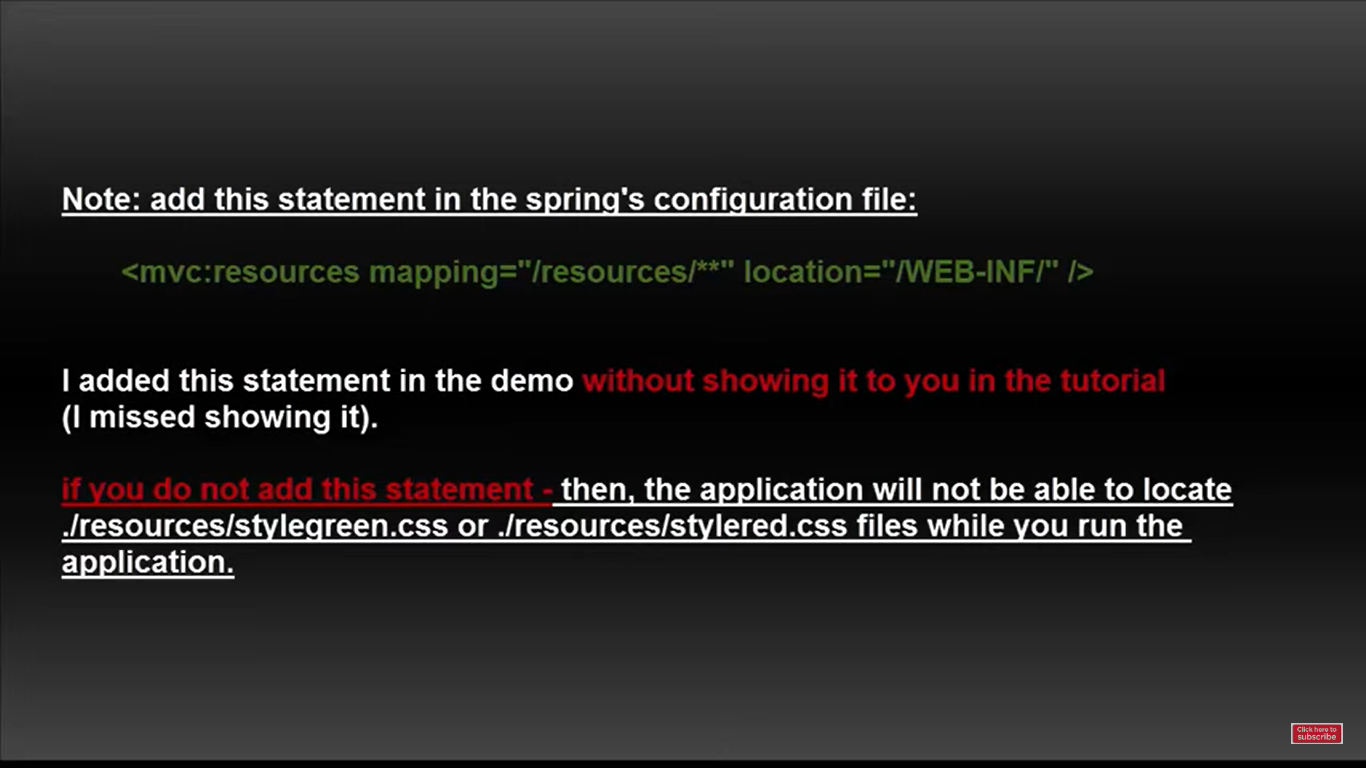 Note: add this statement in the spring's configuration file:
<mvc:resources mapping="/resources/**" location="/WEB-INF/" />
I added this statement in the demo without showing it to you in the tutorial
(I missed showing it).
if you do not add this statement - then, the application will not be able to locate
./resources/stylegreen.css or ./resources/stylered.css files while you run the
application.
Click here to
subscribe